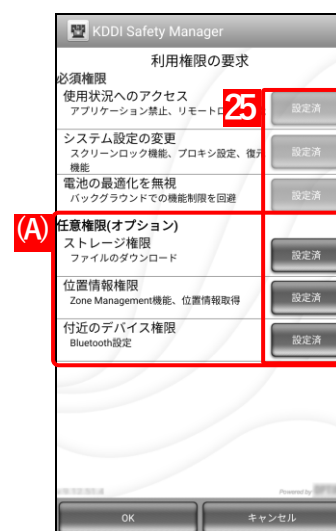 KDDI Safety Manager
利用権限の要求
必須権限
使用状況へのアクセス
アプリケーション禁止、リモートロ
25
設定済
システム設定の変更
スクリーンロック機能、プロキシ設定、復元
機能
設定済
電池の最適化を無視
バックグラウンドでの機能制限を回避
設定済
(A)
任意権限(オプション)
ストレージ権限
ファイルのダウンロード
設定済
位置情報権限
Zone Management機能、位置情報取得
設定済
付近のデバイス権限
Bluetooth設定
設定済
Powered by
OK
キャンセル